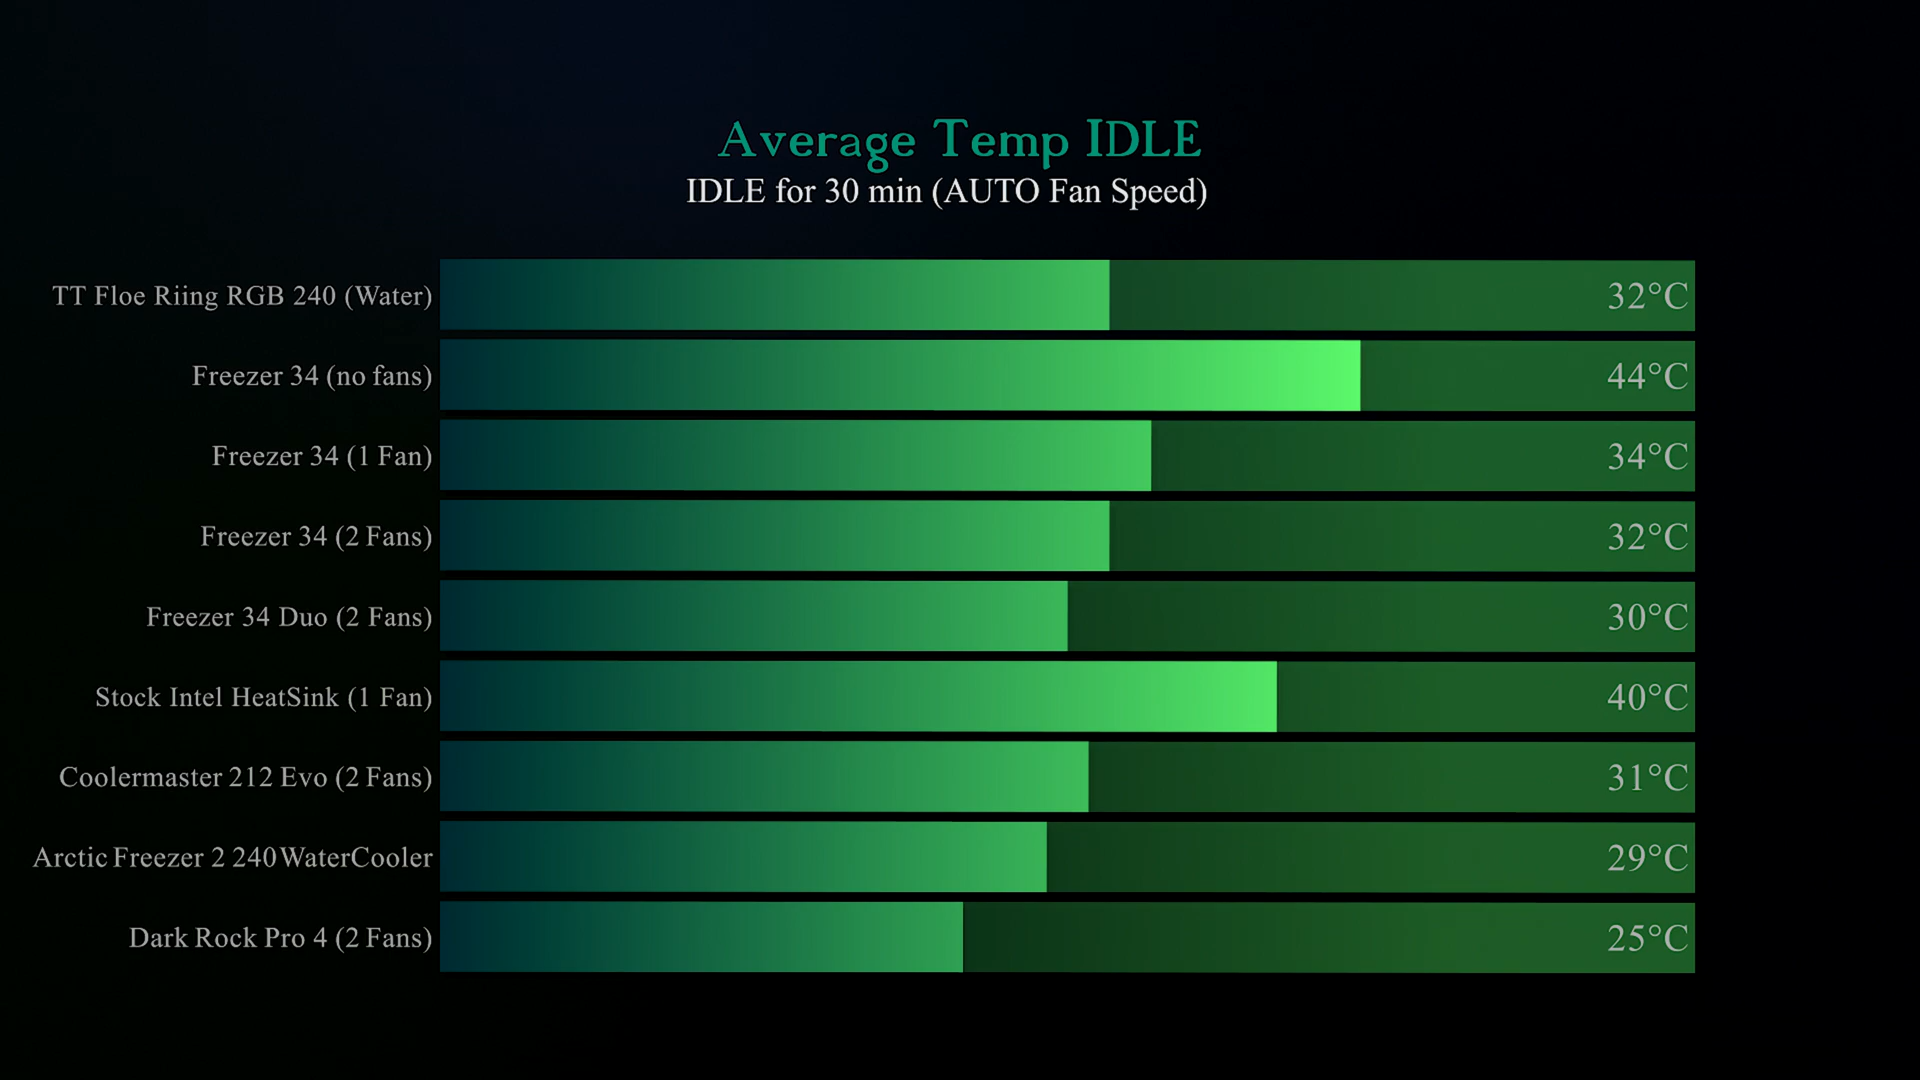 Average Temp IDLE
IDLE for 30 min (AUTO Fan Speed)
TT Floe Riing RGB 240 (Water) 32°C
Freezer 34 (no fans) 44°C
Freezer 34 (1 Fan) 34°C
Freezer 34 (2 Fans) 32°C
Freezer 34 Duo (2 Fans) 30°C
Stock Intel HeatSink (1 Fan) 40°C
Coolermaster 212 Evo (2 Fans) 31°C
Arctic Freezer 2 240 WaterCooler 29°C
Dark Rock Pro 4 (2 Fans) 25°C